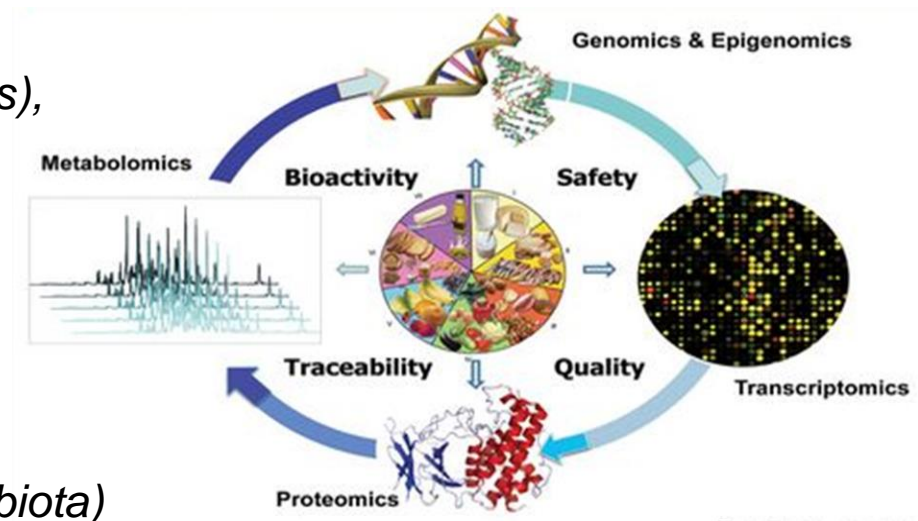 Genomics & Epigenomics
s),
Metabolomics
Bioactivity
Safety
Traceability
Quality
Transcriptomics
Proteomics
biota)